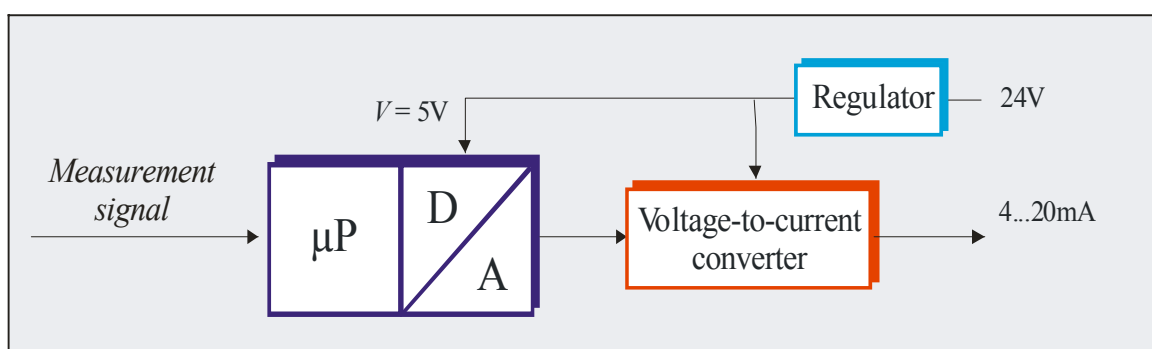 Regulator
24V
V = 5V
Measurement
signal
μP
D
A
Voltage-to-current
converter
4...20mA